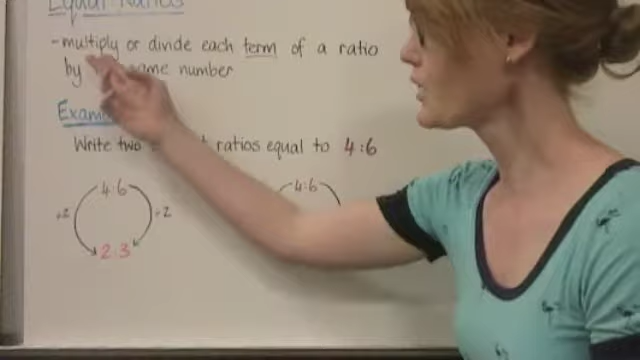 Equal Ratios
- multiply or divide each term of a ratio
by same number
Write two ratios equal to 4:6
4:6 4:6
÷2 ÷2
2:3